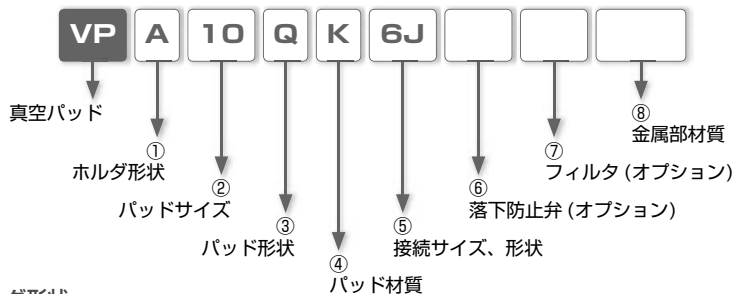 VP A 10 Q K 6J
真空パッド
①
ホルダ形状
②
パッドサイズ
③
パッド形状
④
パッド材質
⑤
接続サイズ、形状
⑥
落下防止弁 (オプション)
⑦
フィルタ (オプション)
⑧
金属部材質